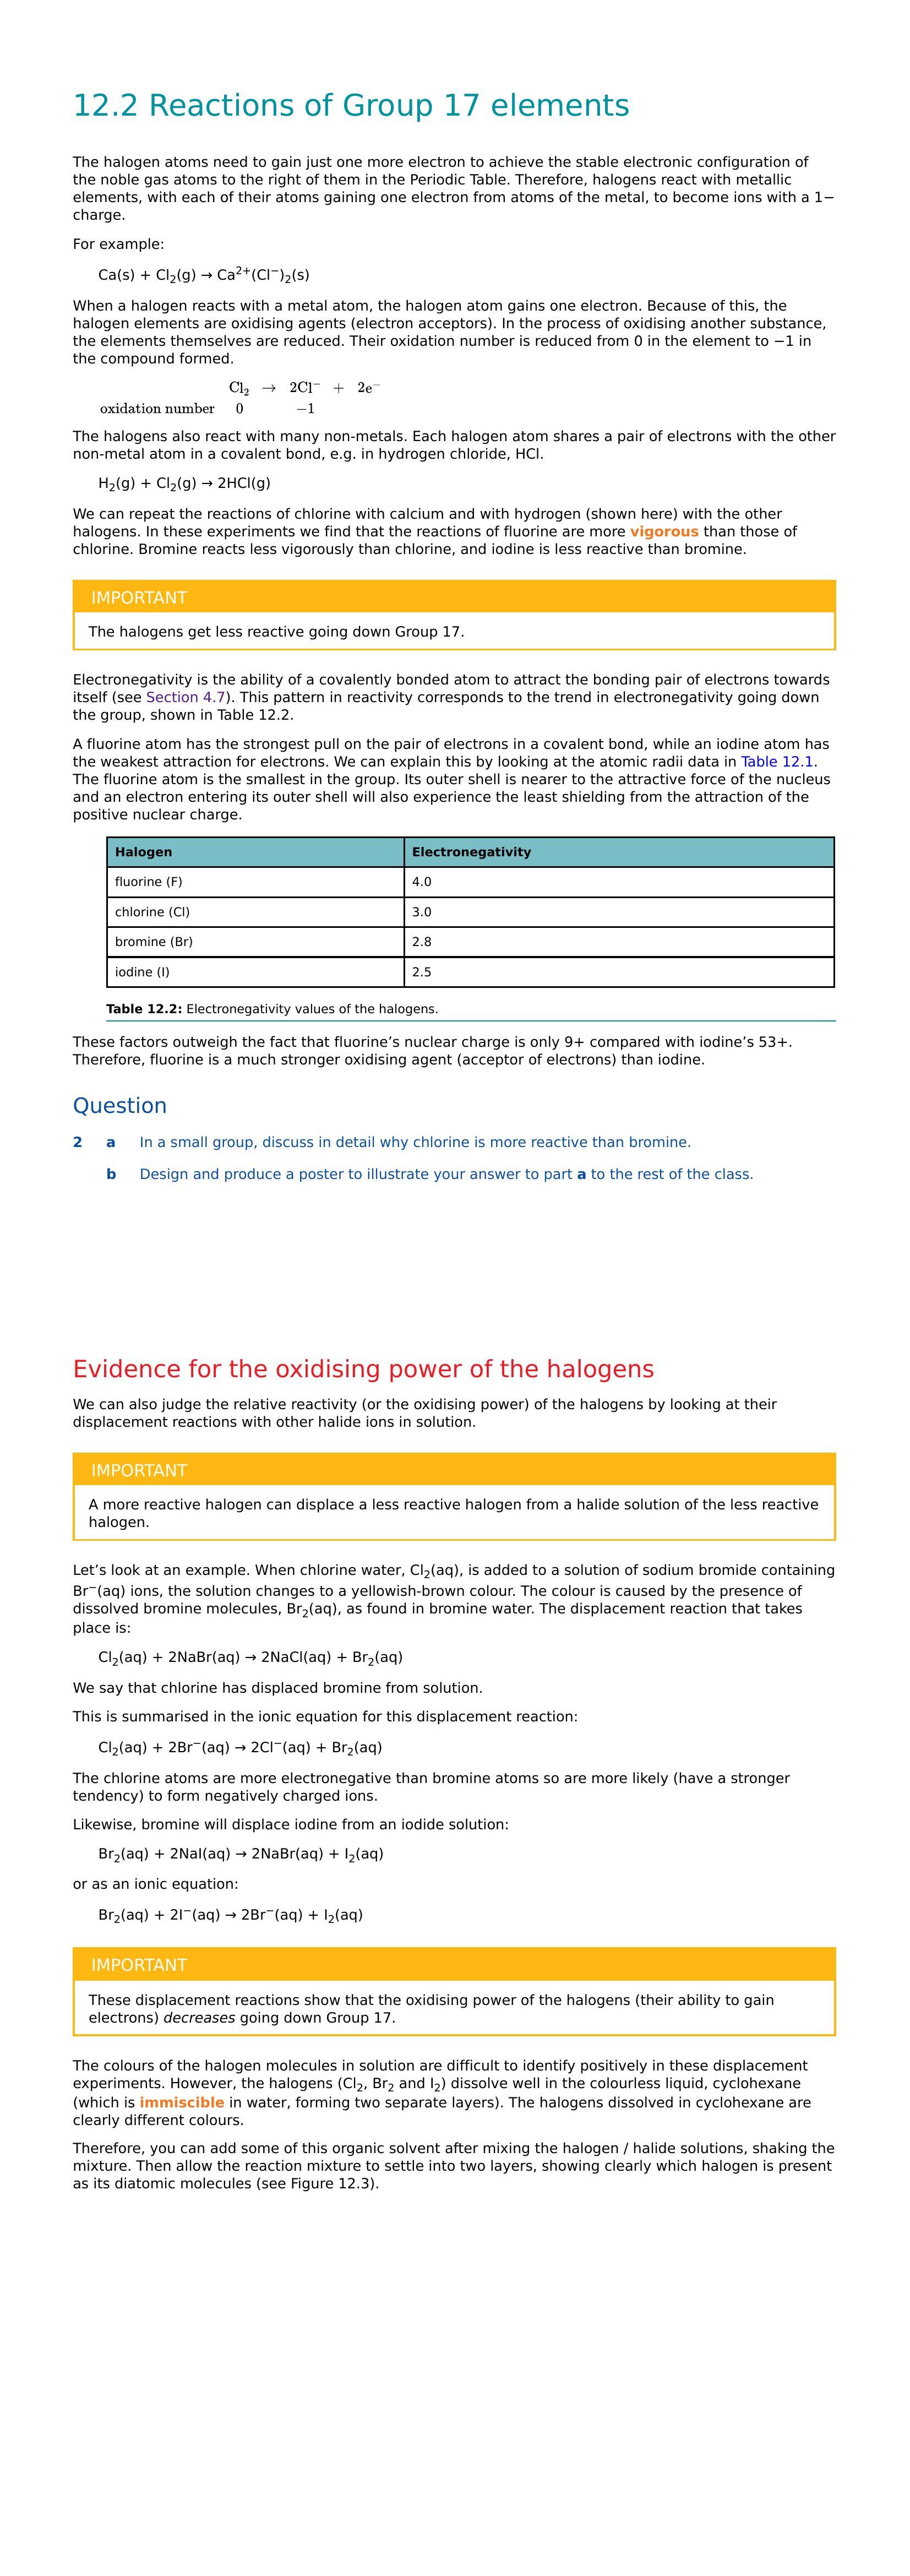 12.2 Reactions of Group 17 elements
The halogen atoms need to gain just one more electron to achieve the stable electronic configuration of
the noble gas atoms to the right of them in the Periodic Table. Therefore, halogens react with metallic
elements, with each of their atoms gaining one electron from atoms of the metal, to become ions with a 1−
charge.
For example:
Ca(s) + Cl₂(g) → Ca²⁺(Cl⁻)₂(s)
When a halogen reacts with a metal atom, the halogen atom gains one electron. Because of this, the
halogen elements are oxidising agents (electron acceptors). In the process of oxidising another substance,
the elements themselves are reduced. Their oxidation number is reduced from 0 in the element to −1 in
the compound formed.
Cl₂ → 2Cl⁻ + 2e⁻
oxidation number 0 −1
The halogens also react with many non-metals. Each halogen atom shares a pair of electrons with the other
non-metal atom in a covalent bond, e.g. in hydrogen chloride, HCl.
H₂(g) + Cl₂(g) → 2HCl(g)
We can repeat the reactions of chlorine with calcium and with hydrogen (shown here) with the other
halogens. In these experiments we find that the reactions of fluorine are more vigorous than those of
chlorine. Bromine reacts less vigorously than chlorine, and iodine is less reactive than bromine.
IMPORTANT
The halogens get less reactive going down Group 17.
Electronegativity is the ability of a covalently bonded atom to attract the bonding pair of electrons towards
itself (see Section 4.7). This pattern in reactivity corresponds to the trend in electronegativity going down
the group, shown in Table 12.2.
A fluorine atom has the strongest pull on the pair of electrons in a covalent bond, while an iodine atom has
the weakest attraction for electrons. We can explain this by looking at the atomic radii data in Table 12.1.
The fluorine atom is the smallest in the group. Its outer shell is nearer to the attractive force of the nucleus
and an electron entering its outer shell will also experience the least shielding from the attraction of the
positive nuclear charge.
Halogen Electronegativity
fluorine (F) 4.0
chlorine (Cl) 3.0
bromine (Br) 2.8
iodine (I) 2.5
Table 12.2: Electronegativity values of the halogens.
These factors outweigh the fact that fluorine’s nuclear charge is only 9+ compared with iodine’s 53+.
Therefore, fluorine is a much stronger oxidising agent (acceptor of electrons) than iodine.
Question
2 a In a small group, discuss in detail why chlorine is more reactive than bromine.
b Design and produce a poster to illustrate your answer to part a to the rest of the class.
Evidence for the oxidising power of the halogens
We can also judge the relative reactivity (or the oxidising power) of the halogens by looking at their
displacement reactions with other halide ions in solution.
IMPORTANT
A more reactive halogen can displace a less reactive halogen from a halide solution of the less reactive
halogen.
Let’s look at an example. When chlorine water, Cl₂(aq), is added to a solution of sodium bromide containing
Br⁻(aq) ions, the solution changes to a yellowish-brown colour. The colour is caused by the presence of
dissolved bromine molecules, Br₂(aq), as found in bromine water. The displacement reaction that takes
place is:
Cl₂(aq) + 2NaBr(aq) → 2NaCl(aq) + Br₂(aq)
We say that chlorine has displaced bromine from solution.
This is summarised in the ionic equation for this displacement reaction:
Cl₂(aq) + 2Br⁻(aq) → 2Cl⁻(aq) + Br₂(aq)
The chlorine atoms are more electronegative than bromine atoms so are more likely (have a stronger
tendency) to form negatively charged ions.
Likewise, bromine will displace iodine from an iodide solution:
Br₂(aq) + 2NaI(aq) → 2NaBr(aq) + I₂(aq)
or as an ionic equation:
Br₂(aq) + 2I⁻(aq) → 2Br⁻(aq) + I₂(aq)
IMPORTANT
These displacement reactions show that the oxidising power of the halogens (their ability to gain
electrons) decreases going down Group 17.
The colours of the halogen molecules in solution are difficult to identify positively in these displacement
experiments. However, the halogens (Cl₂, Br₂ and I₂) dissolve well in the colourless liquid, cyclohexane
(which is immiscible in water, forming two separate layers). The halogens dissolved in cyclohexane are
clearly different colours.
Therefore, you can add some of this organic solvent after mixing the halogen / halide solutions, shaking the
mixture. Then allow the reaction mixture to settle into two layers, showing clearly which halogen is present
as its diatomic molecules (see Figure 12.3).